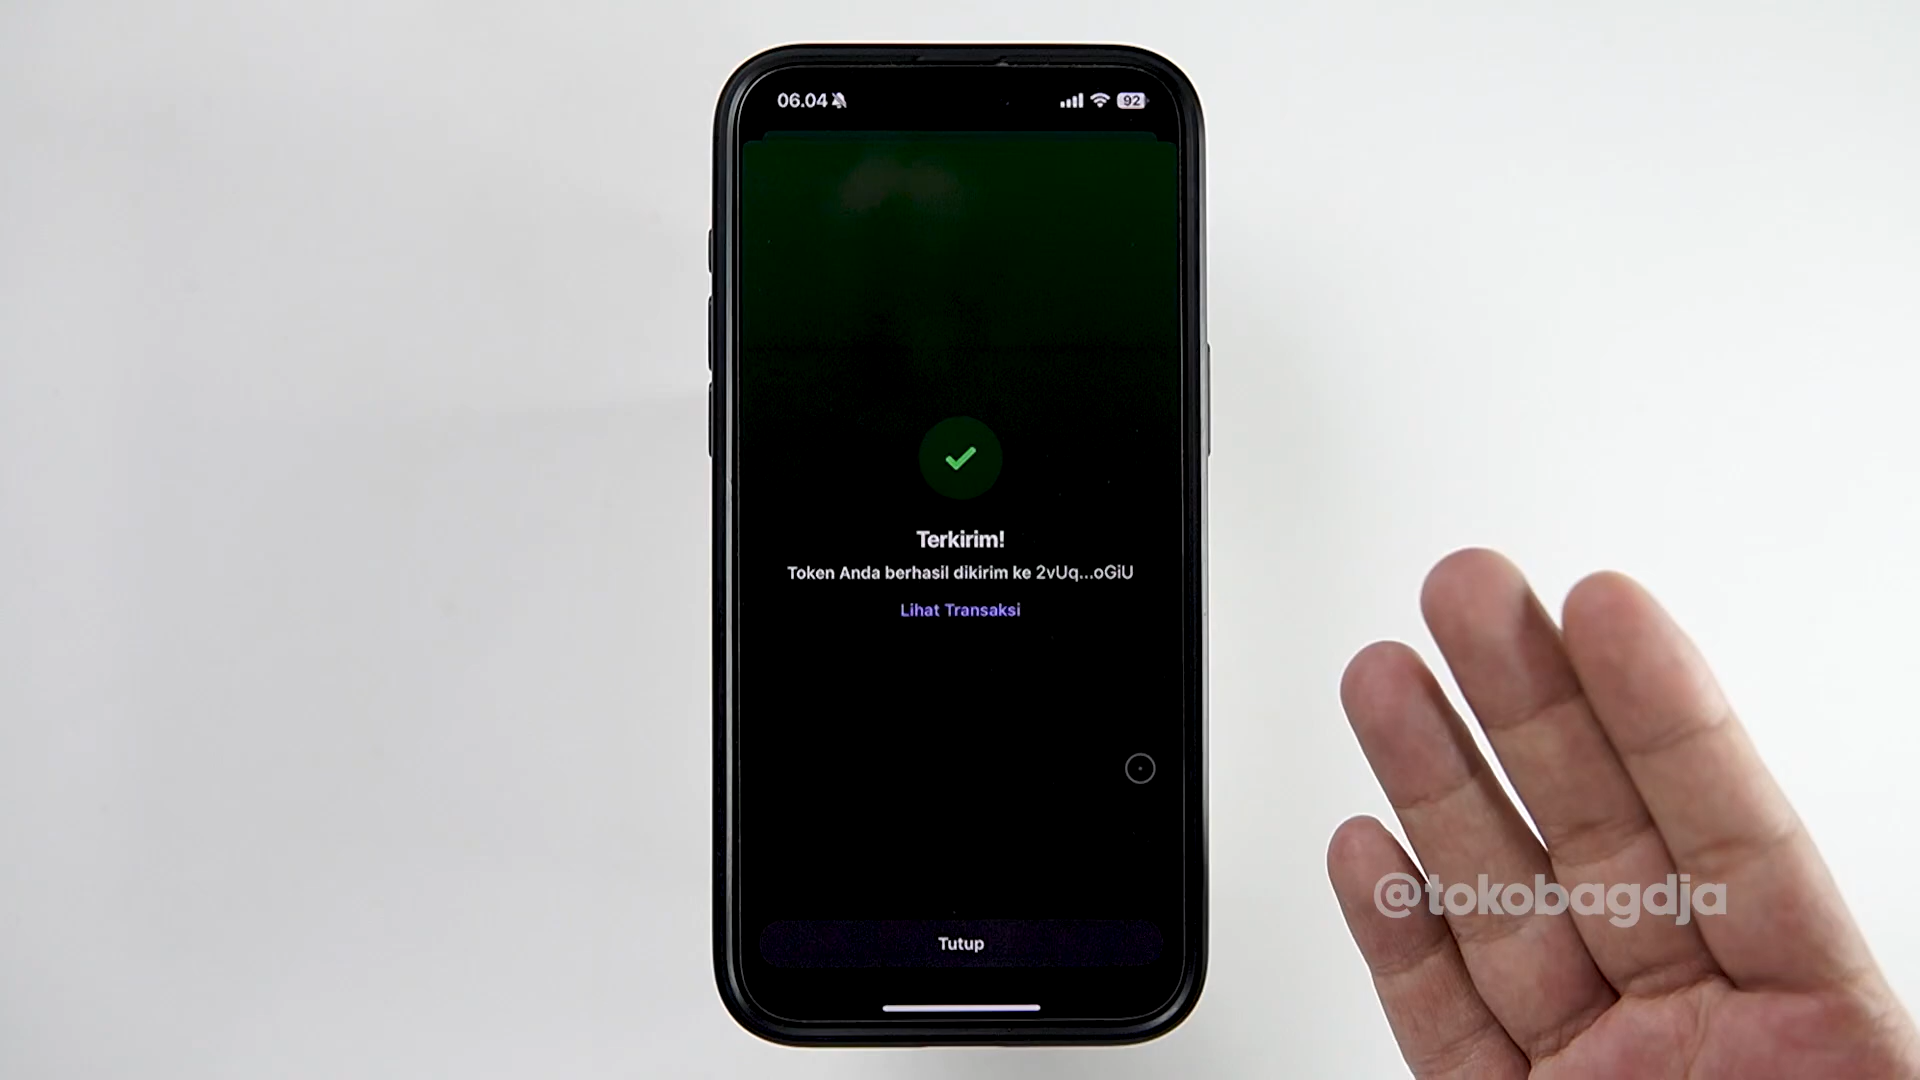 06.04
92
Terkirim!
Token Anda berhasil dikirim ke 2vUq...oGiU
Lihat Transaksi
Tutup
@tokobagdja